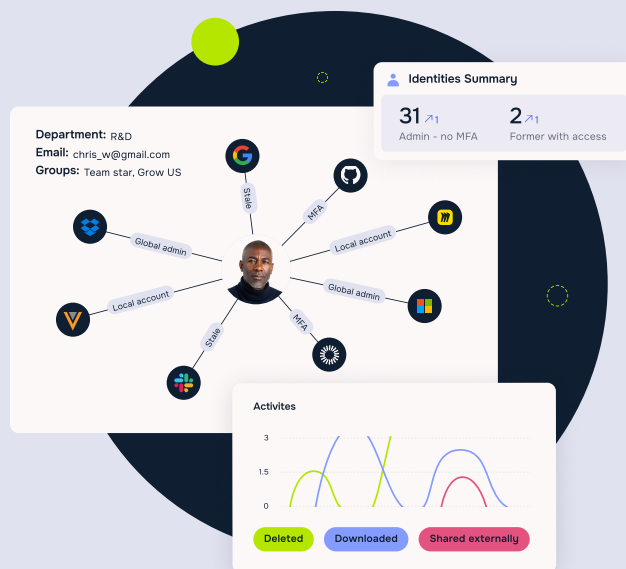 Identities Summary
31 ↗1
2 ↗1
Admin - no MFA
Former with access
Department: R&D
Email: chris_w@gmail.com
Groups: Team star, Grow US
Stale
MFA
Global admin
Local account
Local account
Global admin
Stale
MFA
Activites
3
1.5
0
Deleted
Downloaded
Shared externally